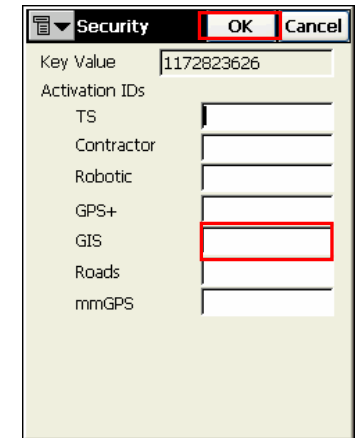 Security OK Cancel
Key Value 1172823626
Activation IDs
TS
Contractor
Robotic
GPS+
GIS
Roads
mmGPS